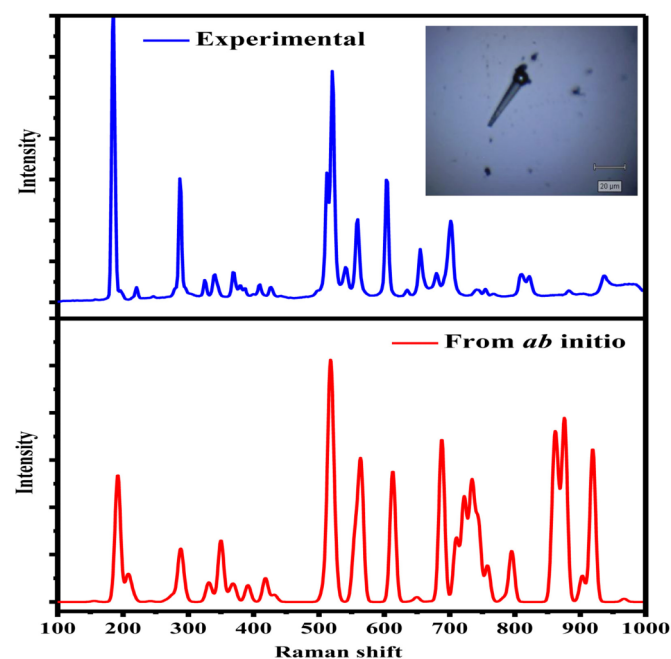 Experimental
Intensity
20 µm
From ab initio
Intensity
100 200 300 400 500 600 700 800 900 1000
Raman shift